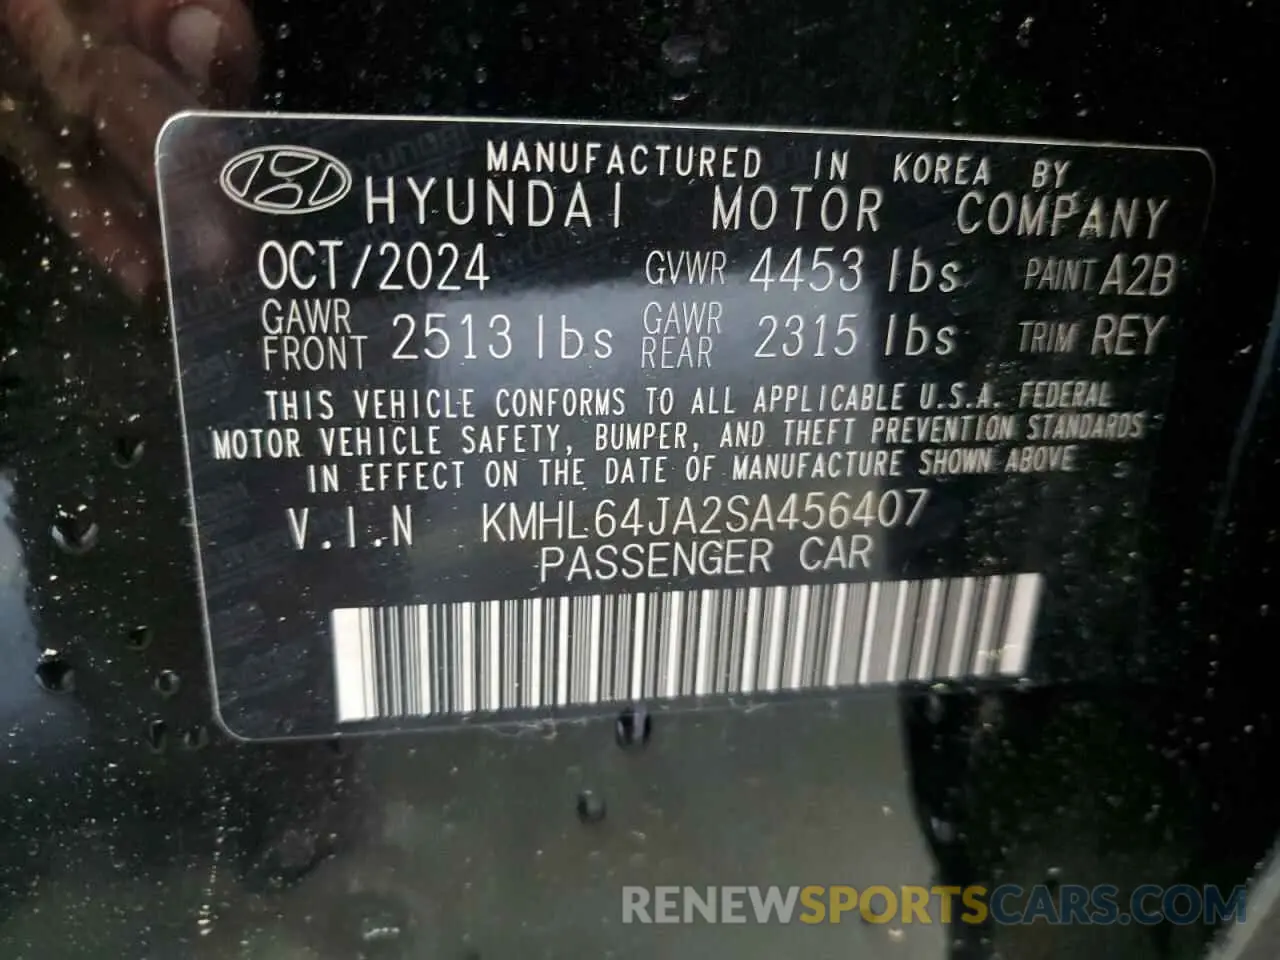 MANUFACTURED IN KOREA BY
HYUNDAI MOTOR COMPANY
OCT/2024 GVWR 4453 lbs PAINT A2B
GAWR FRONT 2513 lbs GAWR REAR 2315 lbs TRIM REY
THIS VEHICLE CONFORMS TO ALL APPLICABLE U.S.A. FEDERAL
MOTOR VEHICLE SAFETY, BUMPER, AND THEFT PREVENTION STANDARDS
IN EFFECT ON THE DATE OF MANUFACTURE SHOWN ABOVE
V.I.N KMHL64JA2SA456407
PASSENGER CAR
RENEWSPORTSCARS.COM